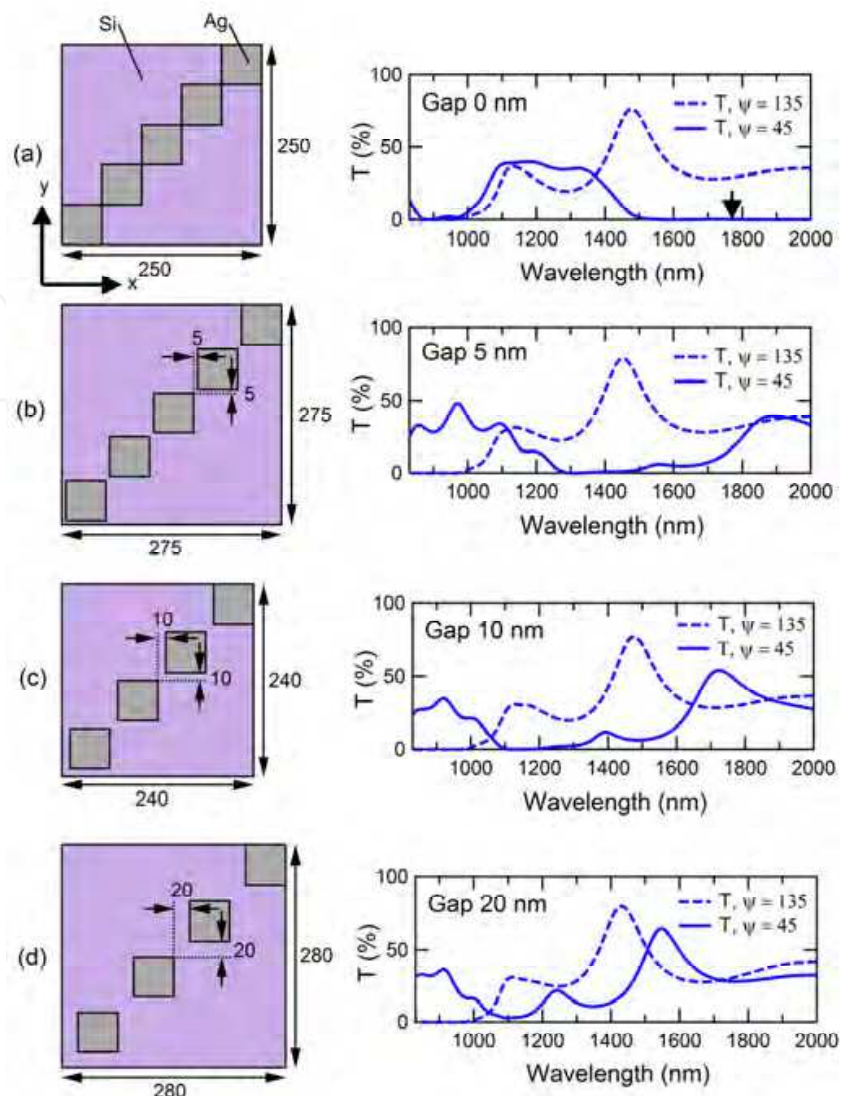 Si
Ag
(a)
y
x
250
250
Gap 0 nm
T, ψ = 135
T, ψ = 45
100
50
0
T (%)
1000 1200 1400 1600 1800 2000
Wavelength (nm)
(b)
5
5
275
275
Gap 5 nm
T, ψ = 135
T, ψ = 45
100
50
0
T (%)
1000 1200 1400 1600 1800 2000
Wavelength (nm)
(c)
10
10
240
240
Gap 10 nm
T, ψ = 135
T, ψ = 45
100
50
0
T (%)
1000 1200 1400 1600 1800 2000
Wavelength (nm)
(d)
20
20
280
280
Gap 20 nm
T, ψ = 135
T, ψ = 45
100
50
0
T (%)
1000 1200 1400 1600 1800 2000
Wavelength (nm)